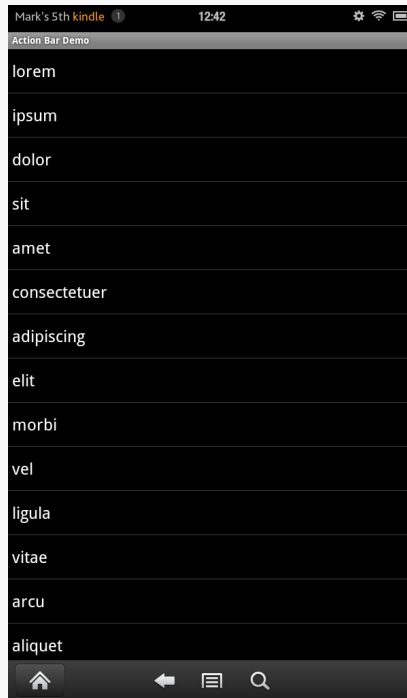 Mark's 5th kindle 1 12:42
Action Bar Demo
lorem
ipsum
dolor
sit
amet
consectetuer
adipiscing
elit
morbi
vel
ligula
vitae
arcu
aliquet